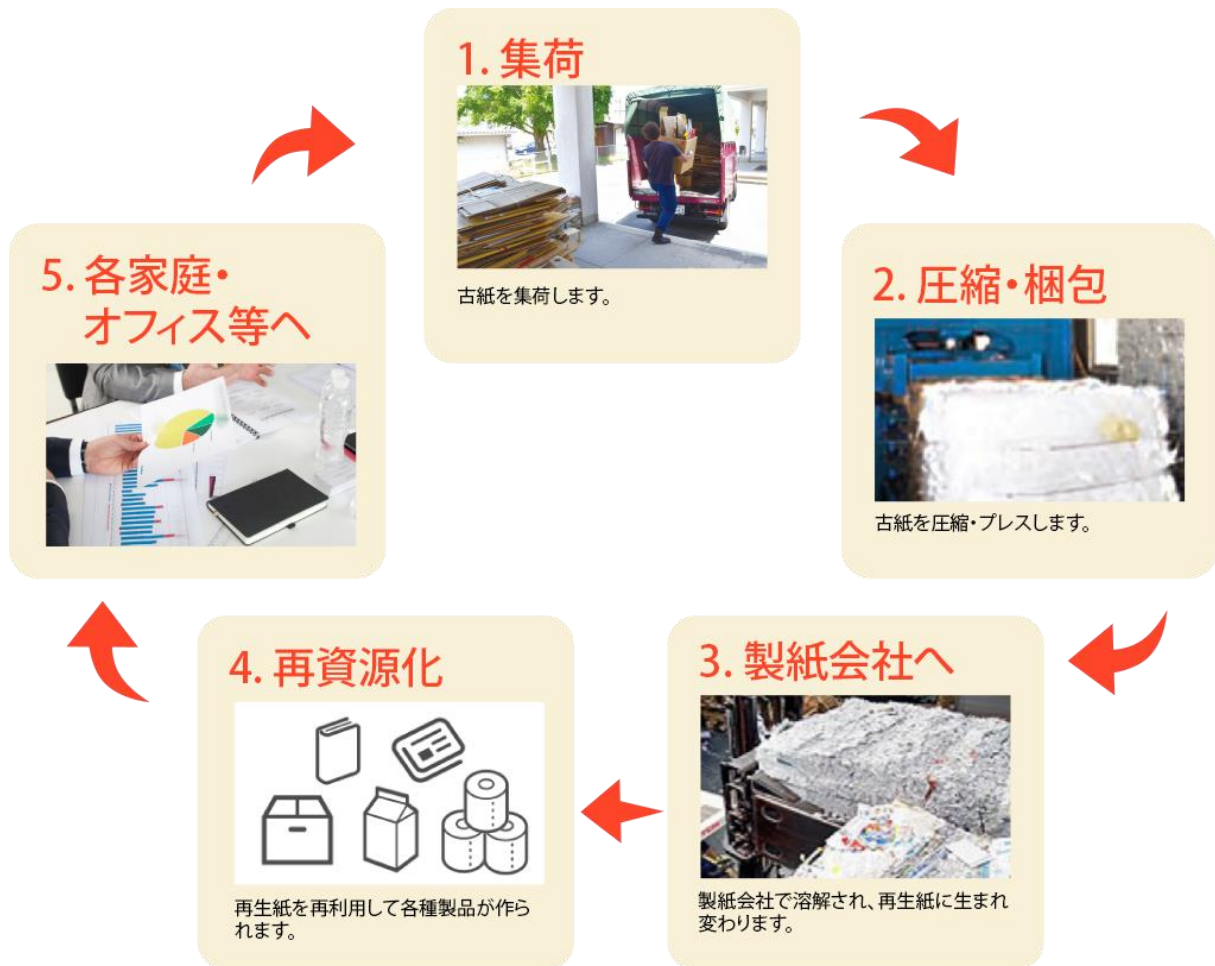 1. 集荷
古紙を集荷します。
2. 圧縮・梱包
古紙を圧縮・プレスします。
3. 製紙会社へ
製紙会社で溶解され、再生紙に生まれ
変わります。
4. 再資源化
再生紙を再利用して各種製品が作ら
れます。
5. 各家庭・
オフィス等へ